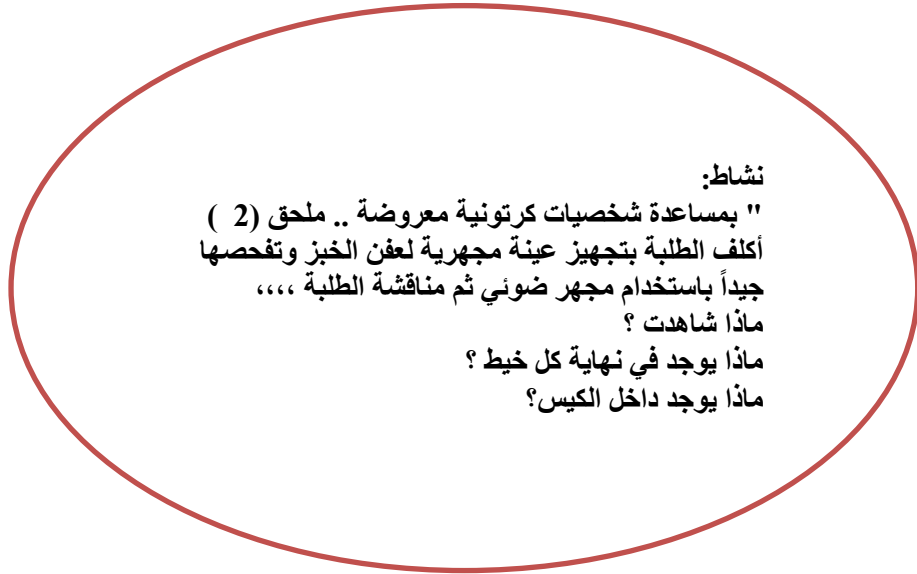 نشاط:
" بمساعدة شخصيات كرتونية معروضة .. ملحق (2 )
أكلف الطلبة بتجهيز عينة مجهرية لعفن الخبز وتفحصها
جيداً باستخدام مجهر ضوئي ثم مناقشة الطلبة ،،،،
ماذا شاهدت ؟
ماذا يوجد في نهاية كل خيط ؟
ماذا يوجد داخل الكيس؟